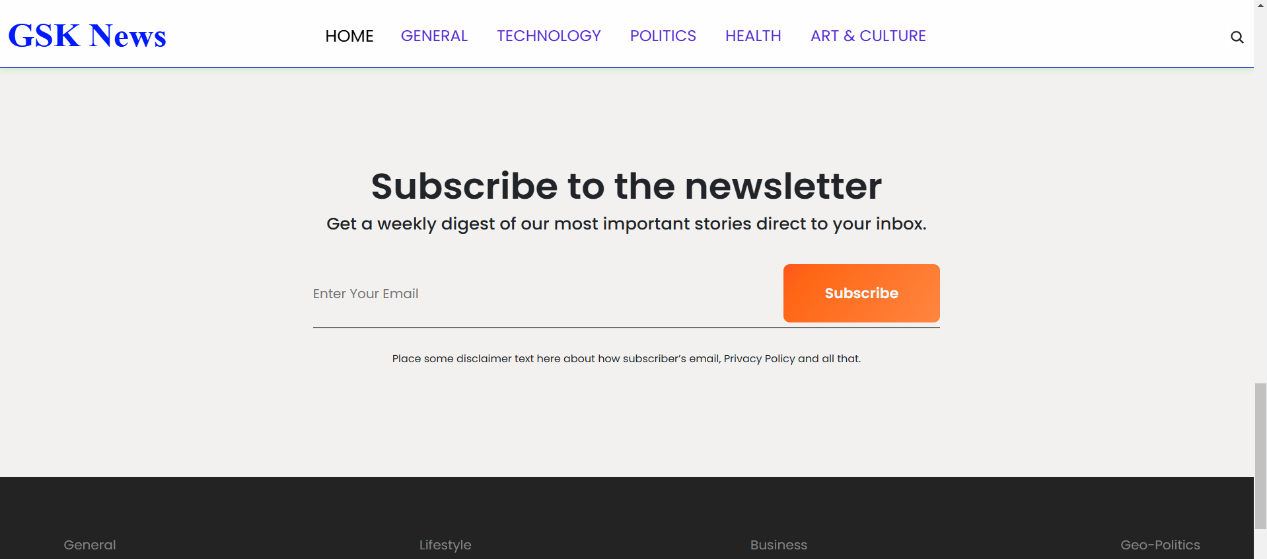 GSK News HOME GENERAL TECHNOLOGY POLITICS HEALTH ART & CULTURE
Subscribe to the newsletter
Get a weekly digest of our most important stories direct to your inbox.
Enter Your Email Subscribe
Place some disclaimer text here about how subscriber's email, Privacy Policy and all that.
General Lifestyle Business Geo-Politics